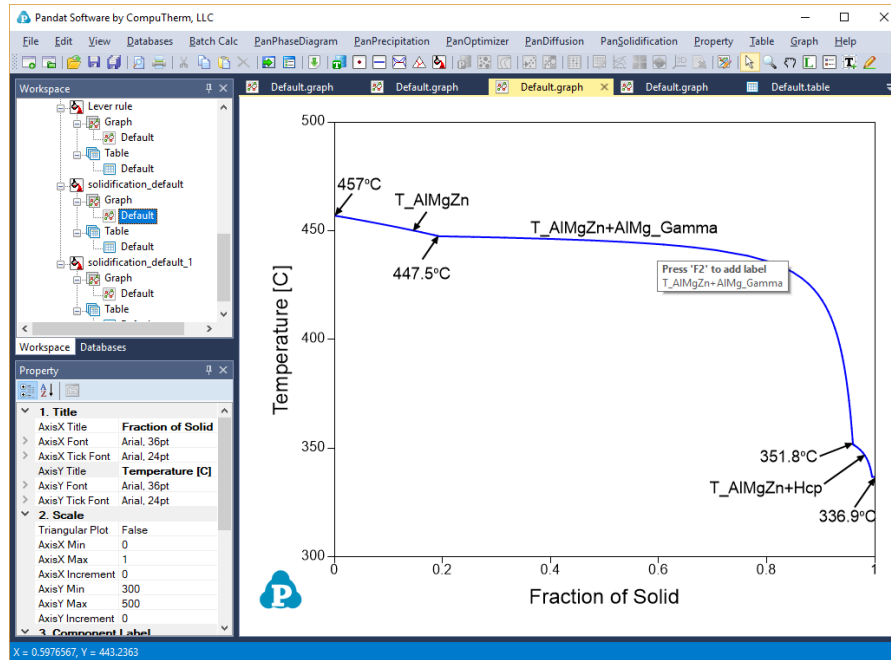 Pandat Software by CompuTherm, LLC
File Edit View Databases Batch Calc PanPhaseDiagram PanPrecipitation PanOptimizer PanDiffusion PanSolidification Property Table Graph Help
Workspace
Default.graph Default.graph Default.graph Default.graph Default.table
Lever rule
Graph
Default
Table
Default
solidification_default
Graph
Default
Table
Default
solidification_default_1
Graph
Default
Table
Workspace Databases
Property
1. Title
AxisX Title Fraction of Solid
AxisX Font Arial, 36pt
AxisX Tick Font Arial, 24pt
AxisY Title Temperature [C]
AxisY Font Arial, 36pt
AxisY Tick Font Arial, 24pt
2. Scale
Triangular Plot False
AxisX Min 0
AxisX Max 1
AxisX Increment 0
AxisY Min 300
AxisY Max 500
AxisY Increment 0
3. Component Label
500
450
400
350
300
Temperature [C]
457°C
T_AlMgZn
T_AlMgZn+AlMg_Gamma
447.5°C
Press 'F2' to add label
T_AlMgZn+AlMg_Gamma
351.8°C
T_AlMgZn+Hcp
336.9°C
0 0.2 0.4 0.6 0.8 1
Fraction of Solid
P
X = 0.5976567, Y = 443.2363